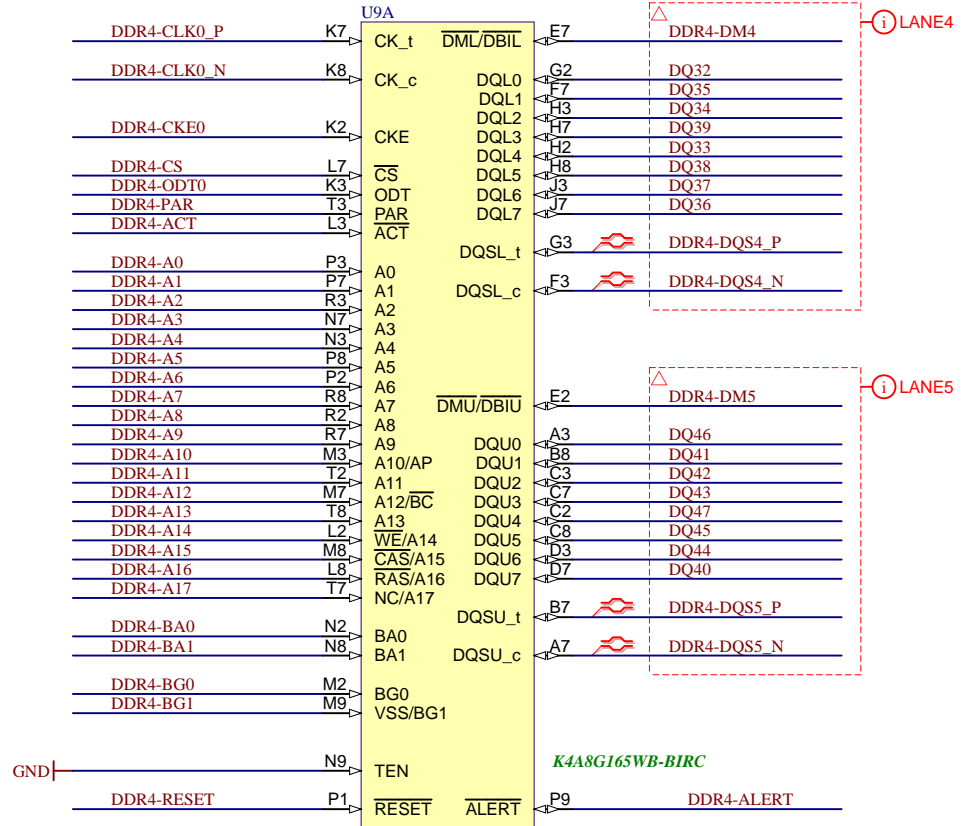 U9A
DDR4-CLK0_P K7 CK_t DML/DBIL E7 DDR4-DM4 i LANE4
DDR4-CLK0_N K8 CK_c DQL0 G2 DQ32
DQL1 F7 DQ35
DQL2 H3 DQ34
DDR4-CKE0 K2 CKE DQL3 H7 DQ39
DQL4 H2 DQ33
DDR4-CS L7 CS DQL5 H8 DQ38
DDR4-ODT0 K3 ODT DQL6 J3 DQ37
DDR4-PAR T3 PAR DQL7 J7 DQ36
DDR4-ACT L3 ACT
DQSL_t G3 DDR4-DQS4_P
DDR4-A0 P3 A0
DDR4-A1 P7 A1 DQSL_c F3 DDR4-DQS4_N
DDR4-A2 R3 A2
DDR4-A3 N7 A3
DDR4-A4 N3 A4
DDR4-A5 P8 A5
DDR4-A6 P2 A6
DDR4-A7 R8 A7 DMU/DBIU E2 DDR4-DM5 i LANE5
DDR4-A8 R2 A8
DDR4-A9 R7 A9 DQU0 A3 DQ46
DDR4-A10 M3 A10/AP DQU1 B8 DQ41
DDR4-A11 T2 A11 DQU2 C3 DQ42
DDR4-A12 M7 A12/BC DQU3 C7 DQ43
DDR4-A13 T8 A13 DQU4 C2 DQ47
DDR4-A14 L2 WE/A14 DQU5 C8 DQ45
DDR4-A15 M8 CAS/A15 DQU6 D3 DQ44
DDR4-A16 L8 RAS/A16 DQU7 D7 DQ40
DDR4-A17 T7 NC/A17
DQSU_t B7 DDR4-DQS5_P
DDR4-BA0 N2 BA0
DDR4-BA1 N8 BA1 DQSU_c A7 DDR4-DQS5_N
DDR4-BG0 M2 BG0
DDR4-BG1 M9 VSS/BG1
GND N9 TEN K4A8G165WB-BIRC
DDR4-RESET P1 RESET ALERT P9 DDR4-ALERT